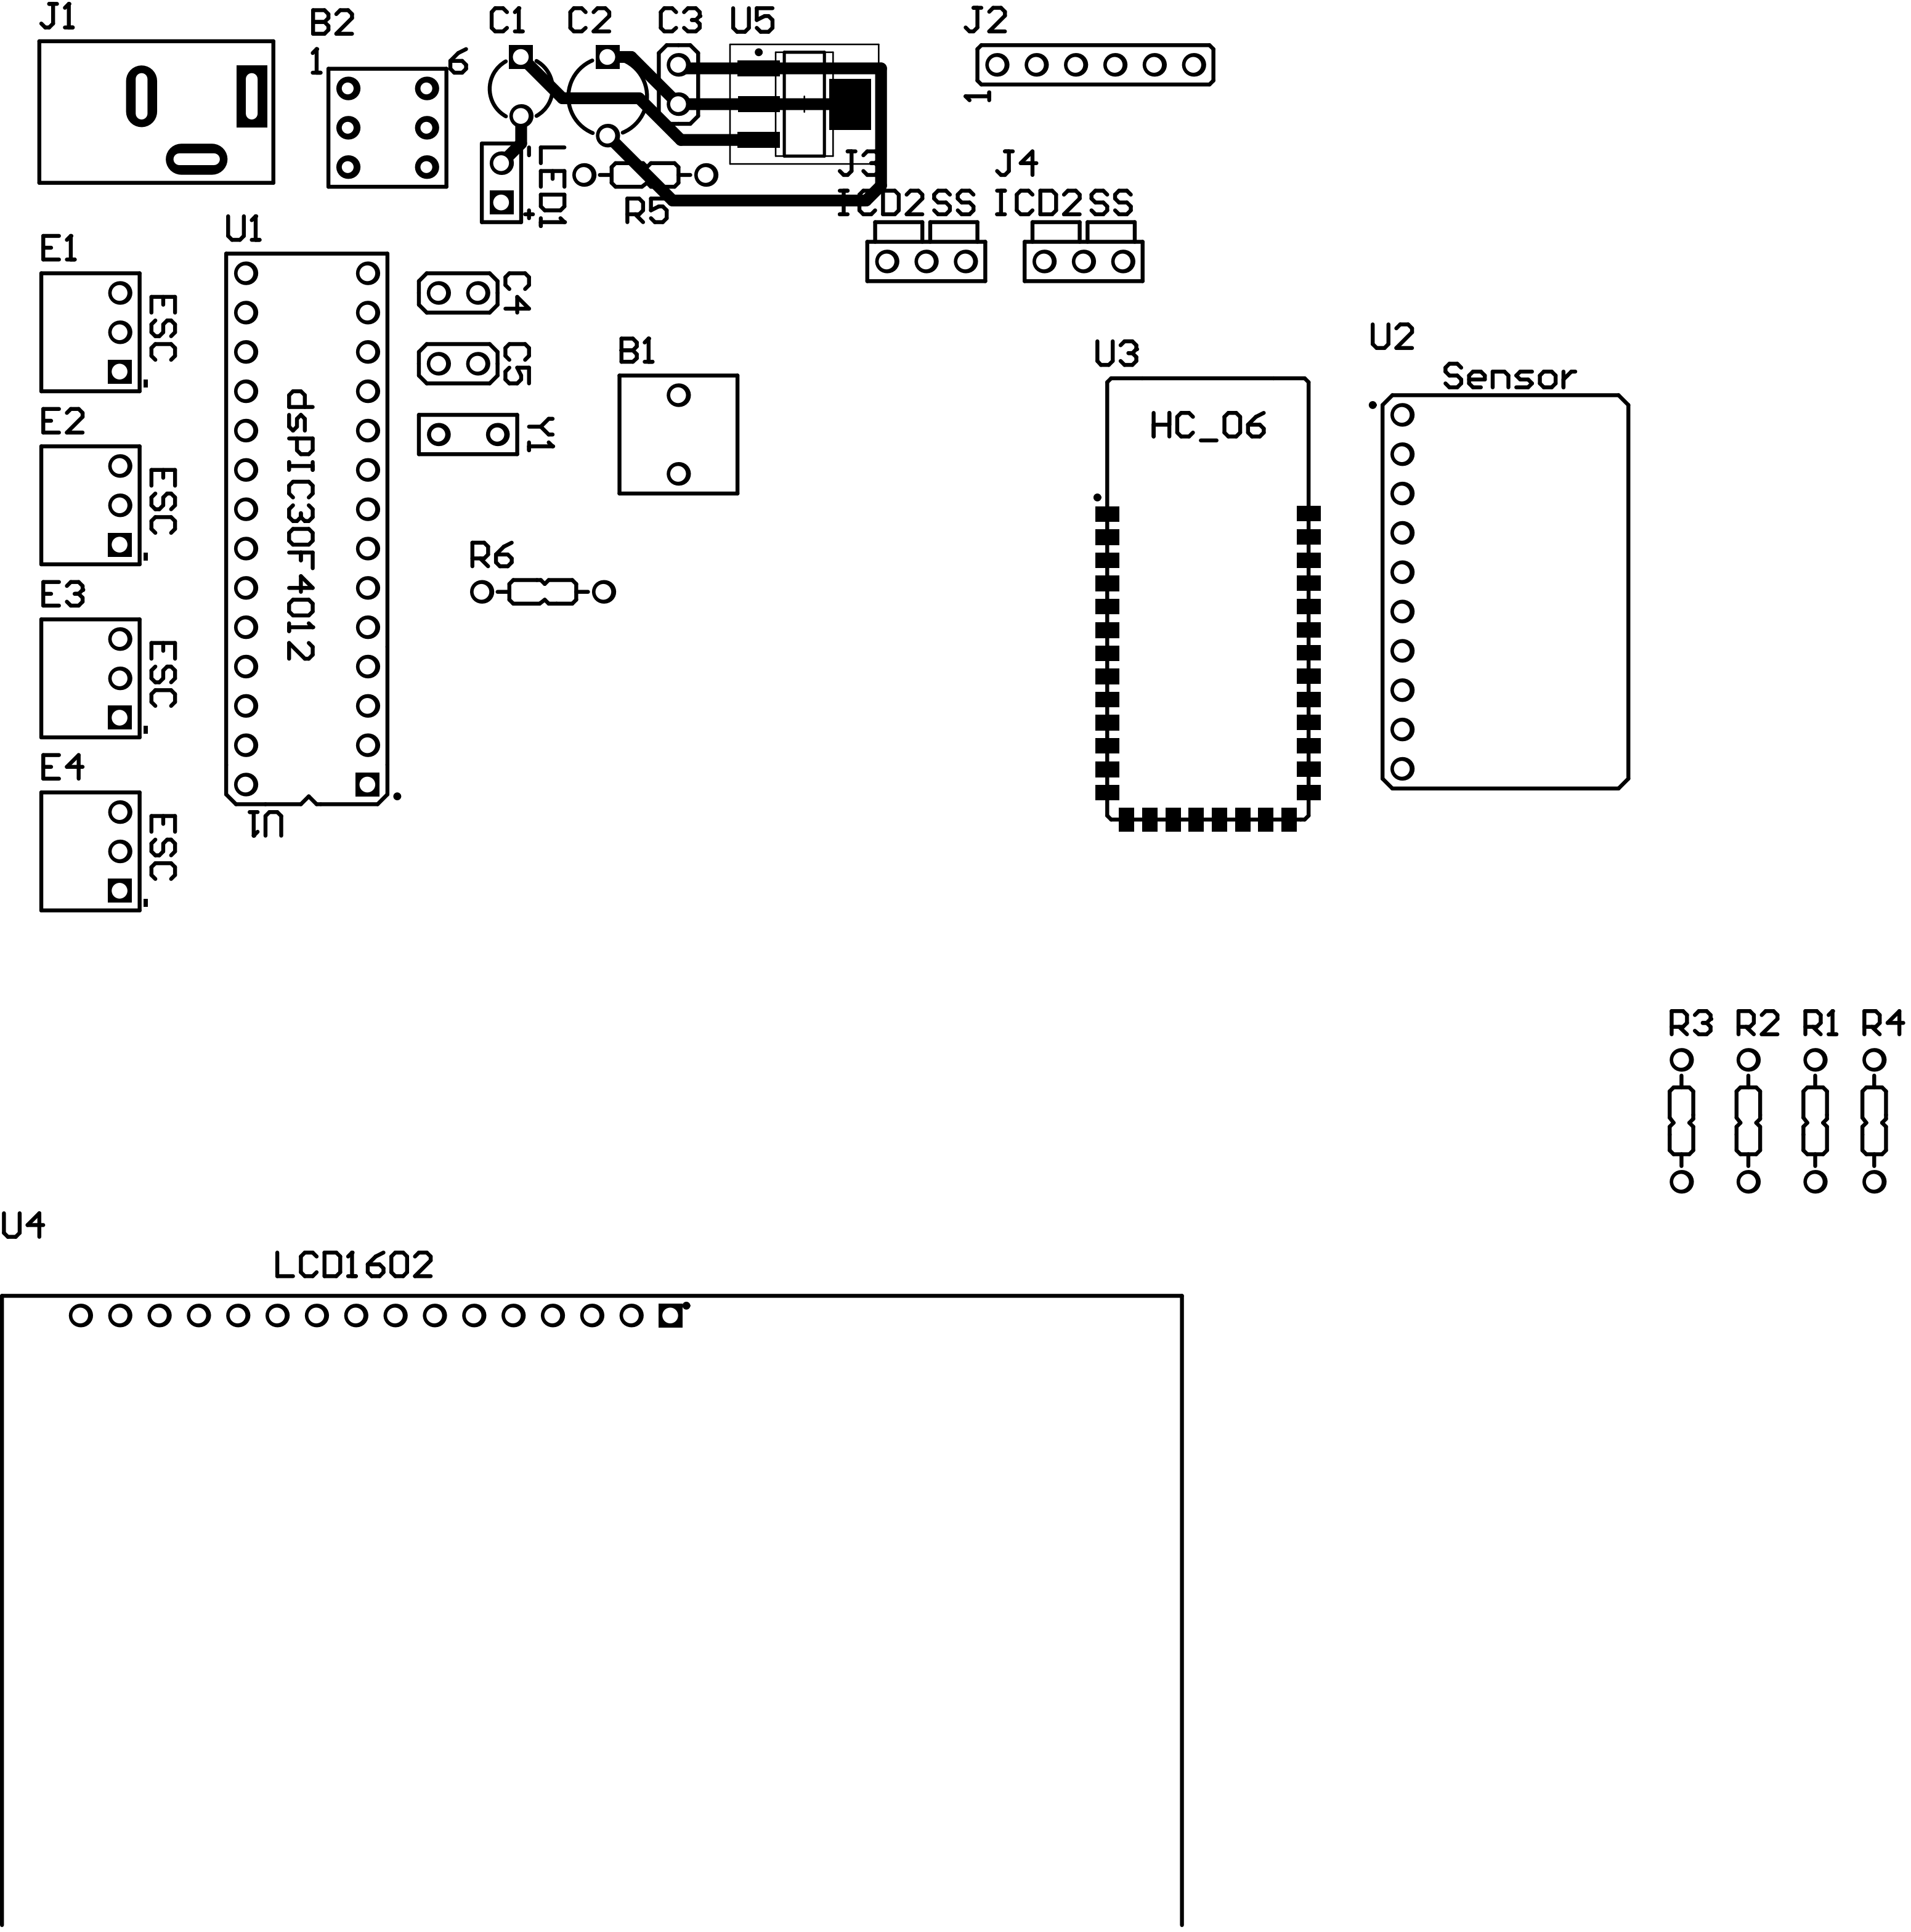 J1
B2
C1
C2
C3
U5
J2
1
6
1
- +
LED1
R5
J3
ICD2SS
J4
ICD2SS
E1
ESC
U1
dsPIC30F4012
U1
C4
C5
Y1
B1
U3
HC_06
U2
Sensor
E2
ESC
R6
E3
ESC
E4
ESC
R3
R2
R1
R4
U4
LCD1602